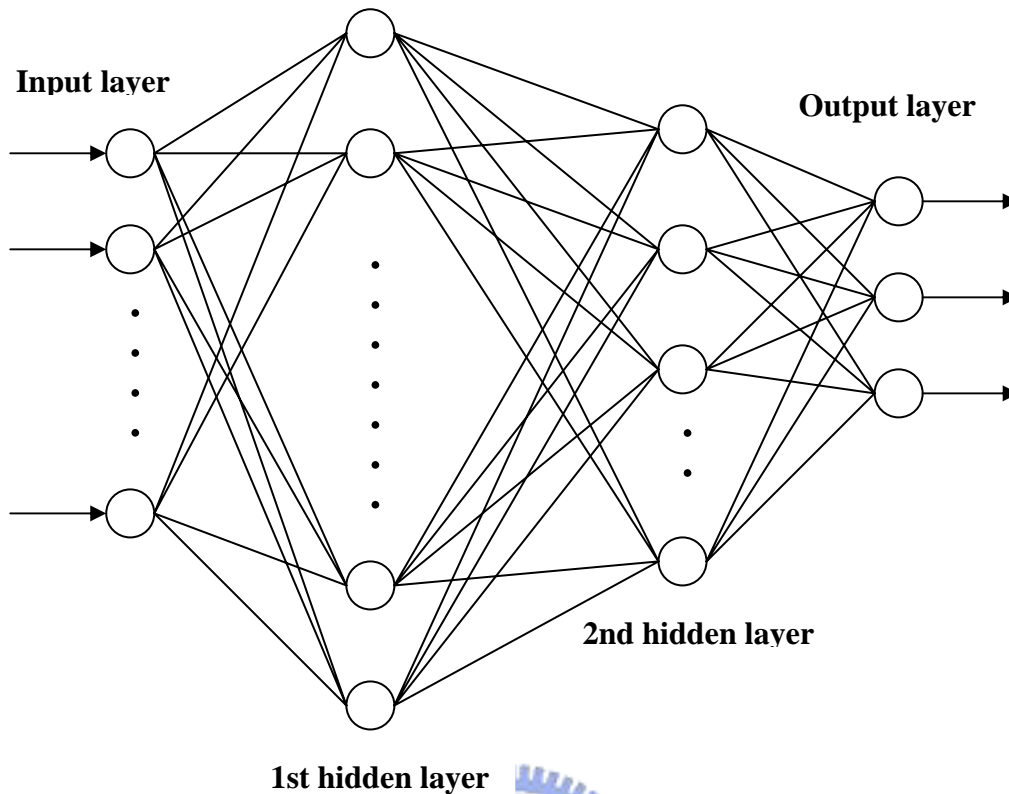 Input layer
Output layer
2nd hidden layer
1st hidden layer